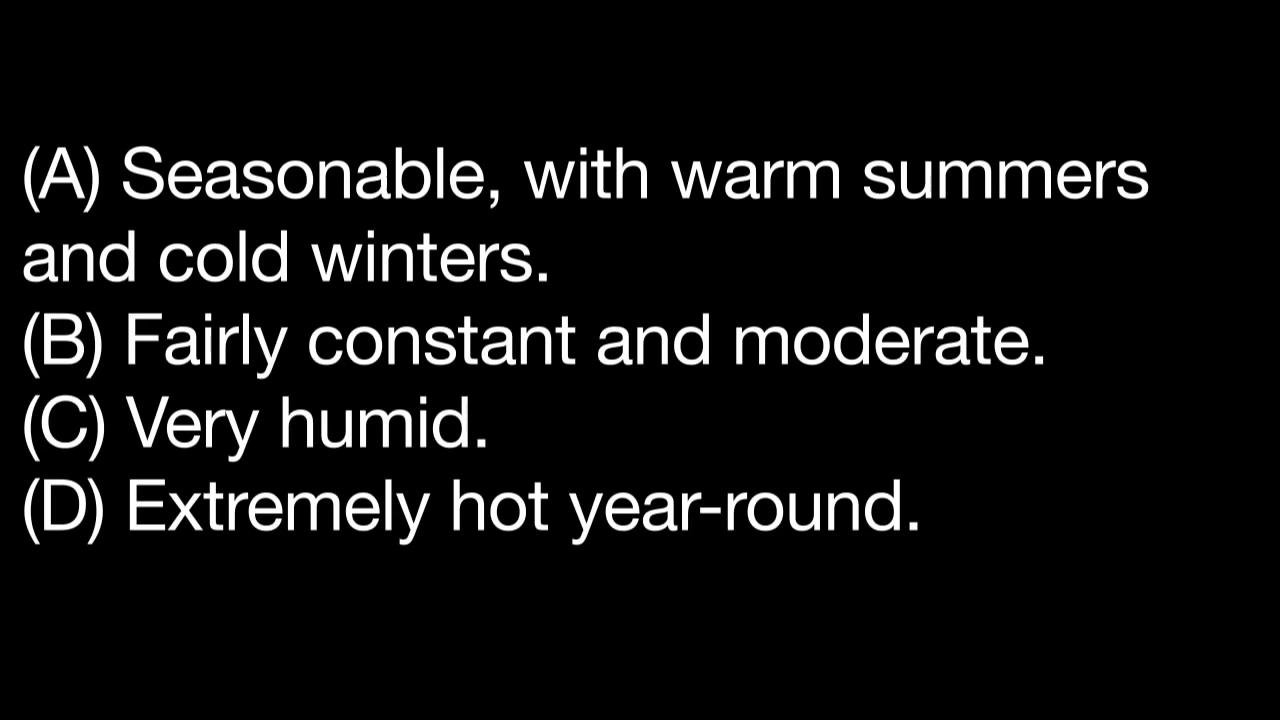 (A) Seasonable, with warm summers
and cold winters.
(B) Fairly constant and moderate.
(C) Very humid.
(D) Extremely hot year-round.